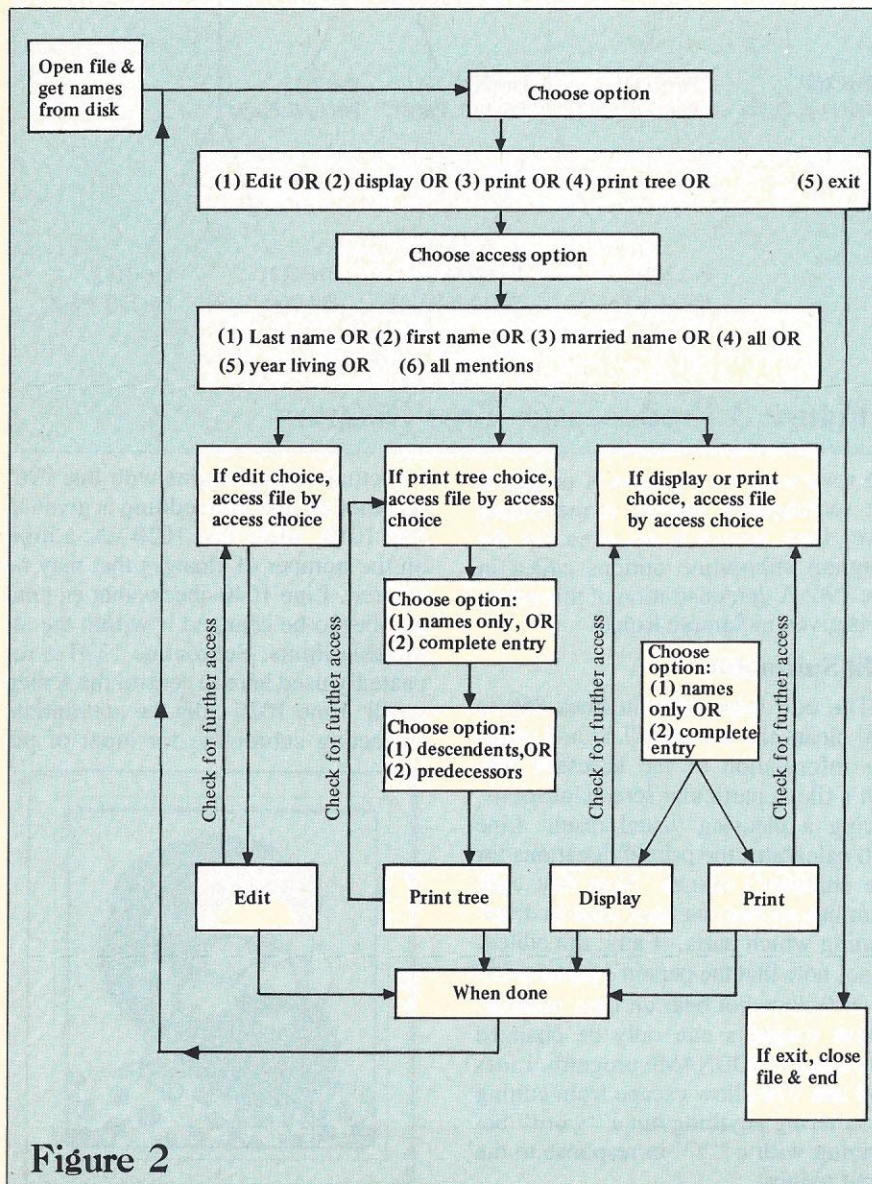 Open file &
get names
from disk
Choose option
(1) Edit OR (2) display OR (3) print OR (4) print tree OR (5) exit
Choose access option
(1) Last name OR (2) first name OR (3) married name OR (4) all OR
(5) year living OR (6) all mentions
If edit choice,
access file by
access choice
If print tree choice,
access file by access
choice
If display or print
choice, access file
by access choice
Choose option:
(1) names only, OR
(2) complete entry
Choose option:
(1) descendents,OR
(2) predecessors
Choose
option:
(1) names
only OR
(2) complete
entry
Check for further access
Check for further access
Check for further access
Check for further access
Edit
Print tree
Display
Print
When done
If exit, close
file & end
Figure 2